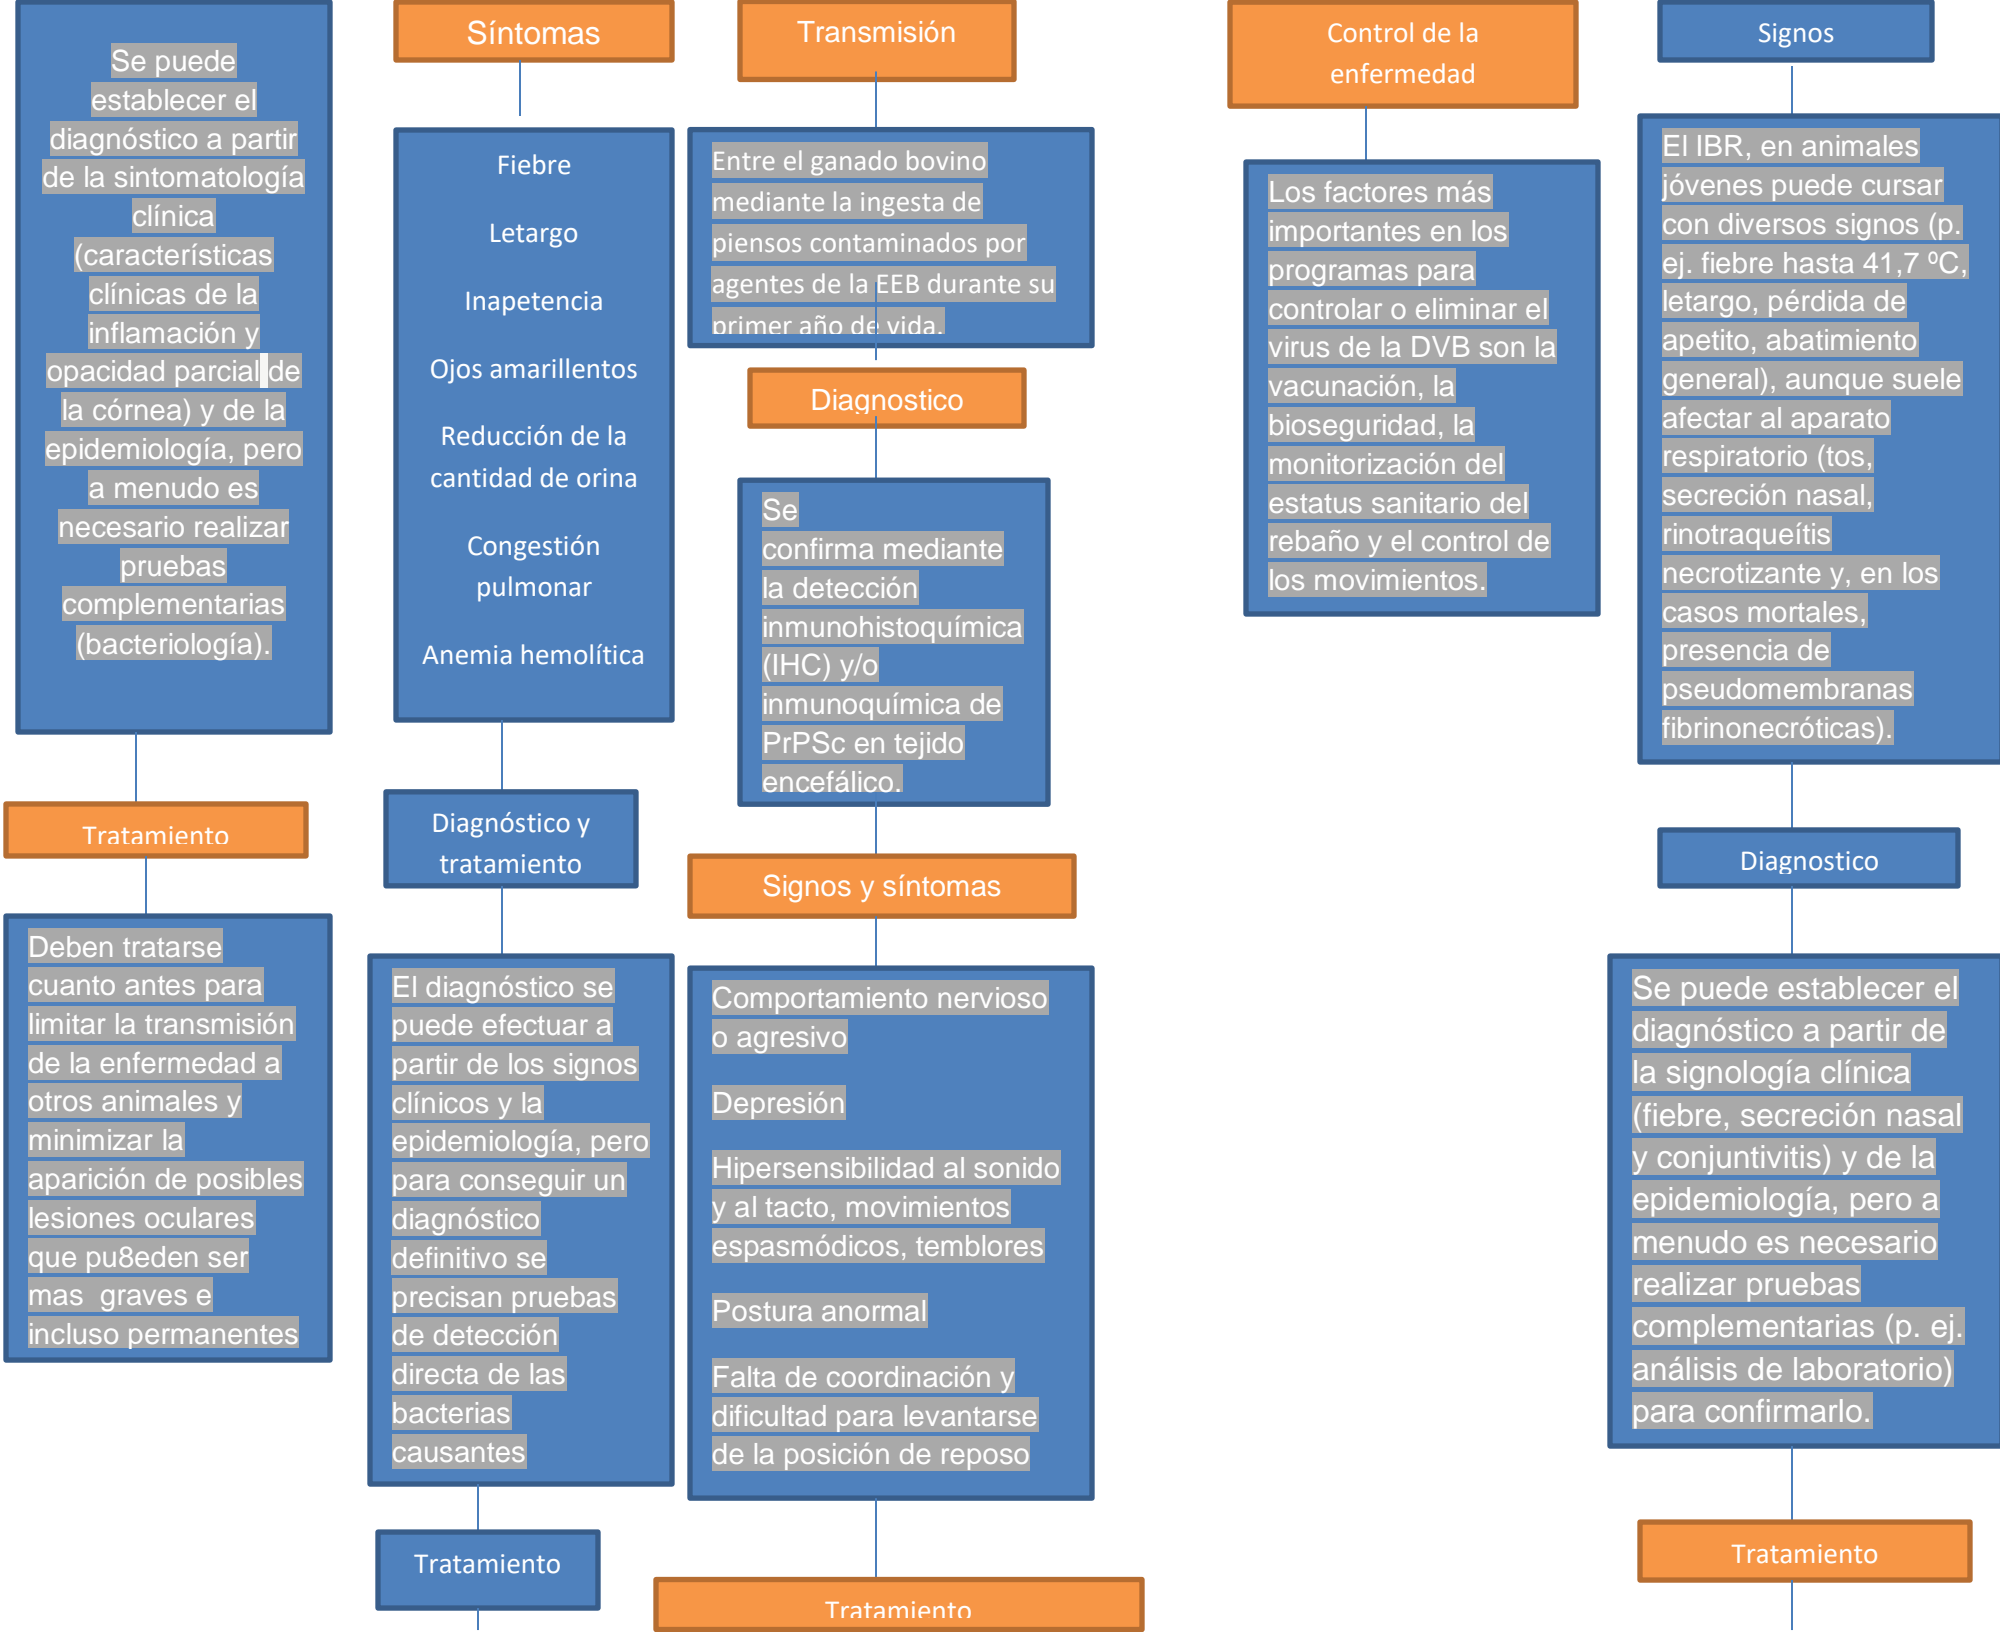 Se puede
establecer el
diagnóstico a partir
de la sintomatología
clínica
(características
clínicas de la
inflamación y
opacidad parcial de
la córnea) y de la
epidemiología, pero
a menudo es
necesario realizar
pruebas
complementarias
(bacteriología).
Tratamiento
Deben tratarse
cuanto antes para
limitar la transmisión
de la enfermedad a
otros animales y
minimizar la
aparición de posibles
lesiones oculares
que pu8eden ser
mas  graves e
incluso permanentes
Síntomas
Fiebre
Letargo
Inapetencia
Ojos amarillentos
Reducción de la
cantidad de orina
Congestión
pulmonar
Anemia hemolítica
Diagnóstico y
tratamiento
El diagnóstico se
puede efectuar a
partir de los signos
clínicos y la
epidemiología, pero
para conseguir un
diagnóstico
definitivo se
precisan pruebas
de detección
directa de las
bacterias
causantes
Tratamiento
Transmisión
Entre el ganado bovino
mediante la ingesta de
piensos contaminados por
agentes de la EEB durante su
primer año de vida.
Diagnostico
Se
confirma mediante
la detección
inmunohistoquímica
(IHC) y/o
inmunoquímica de
PrPSc en tejido
encefálico.
Signos y síntomas
Comportamiento nervioso
o agresivo
Depresión
Hipersensibilidad al sonido
y al tacto, movimientos
espasmódicos, temblores
Postura anormal
Falta de coordinación y
dificultad para levantarse
de la posición de reposo
Tratamiento
Control de la
enfermedad
Los factores más
importantes en los
programas para
controlar o eliminar el
virus de la DVB son la
vacunación, la
bioseguridad, la
monitorización del
estatus sanitario del
rebaño y el control de
los movimientos.
Signos
El IBR, en animales
jóvenes puede cursar
con diversos signos (p.
ej. fiebre hasta 41,7 ºC,
letargo, pérdida de
apetito, abatimiento
general), aunque suele
afectar al aparato
respiratorio (tos,
secreción nasal,
rinotraqueítis
necrotizante y, en los
casos mortales,
presencia de
pseudomembranas
fibrinonecróticas).
Diagnostico
Se puede establecer el
diagnóstico a partir de
la signología clínica
(fiebre, secreción nasal
y conjuntivitis) y de la
epidemiología, pero a
menudo es necesario
realizar pruebas
complementarias (p. ej.
análisis de laboratorio)
para confirmarlo.
Tratamiento